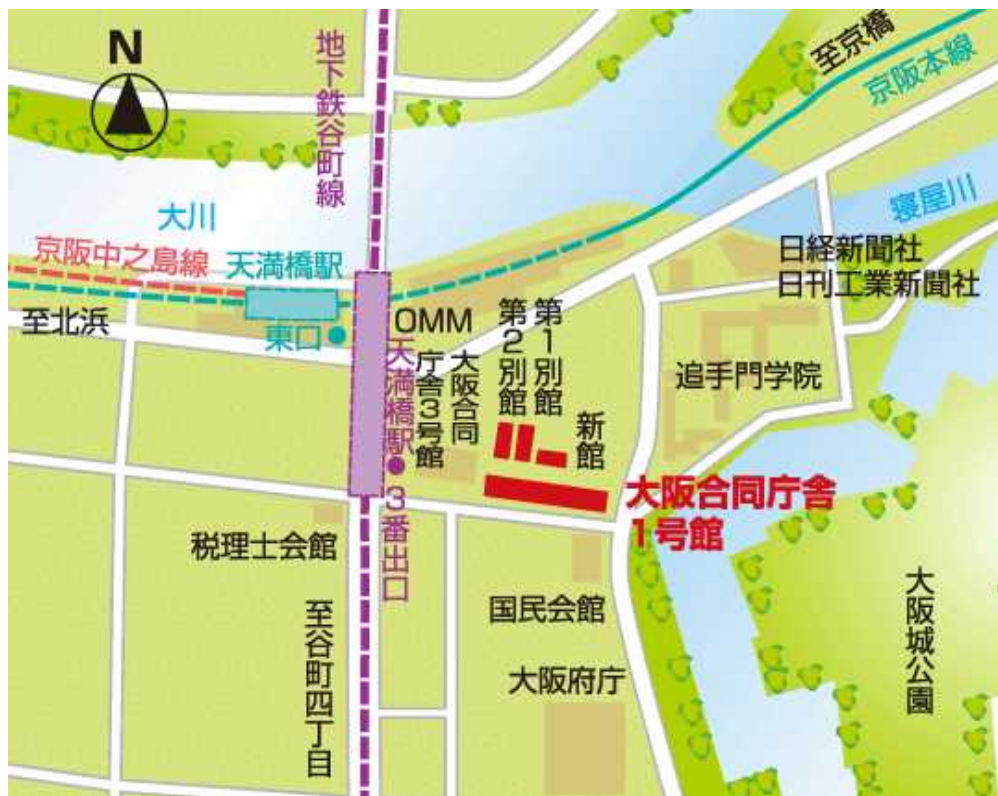 N
地下鉄谷町線
至京橋
京阪本線
大川
寝屋川
京阪中之島線
天満橋駅
日経新聞社
日刊工業新聞社
至北浜
東口
OMM
天満橋駅
3番出口
大阪合同
庁舎3号館
第2別館
第1別館
新館
追手門学院
大阪合同庁舎
1号館
税理士会館
国民会館
大阪府庁
至谷町四丁目
大阪城公園